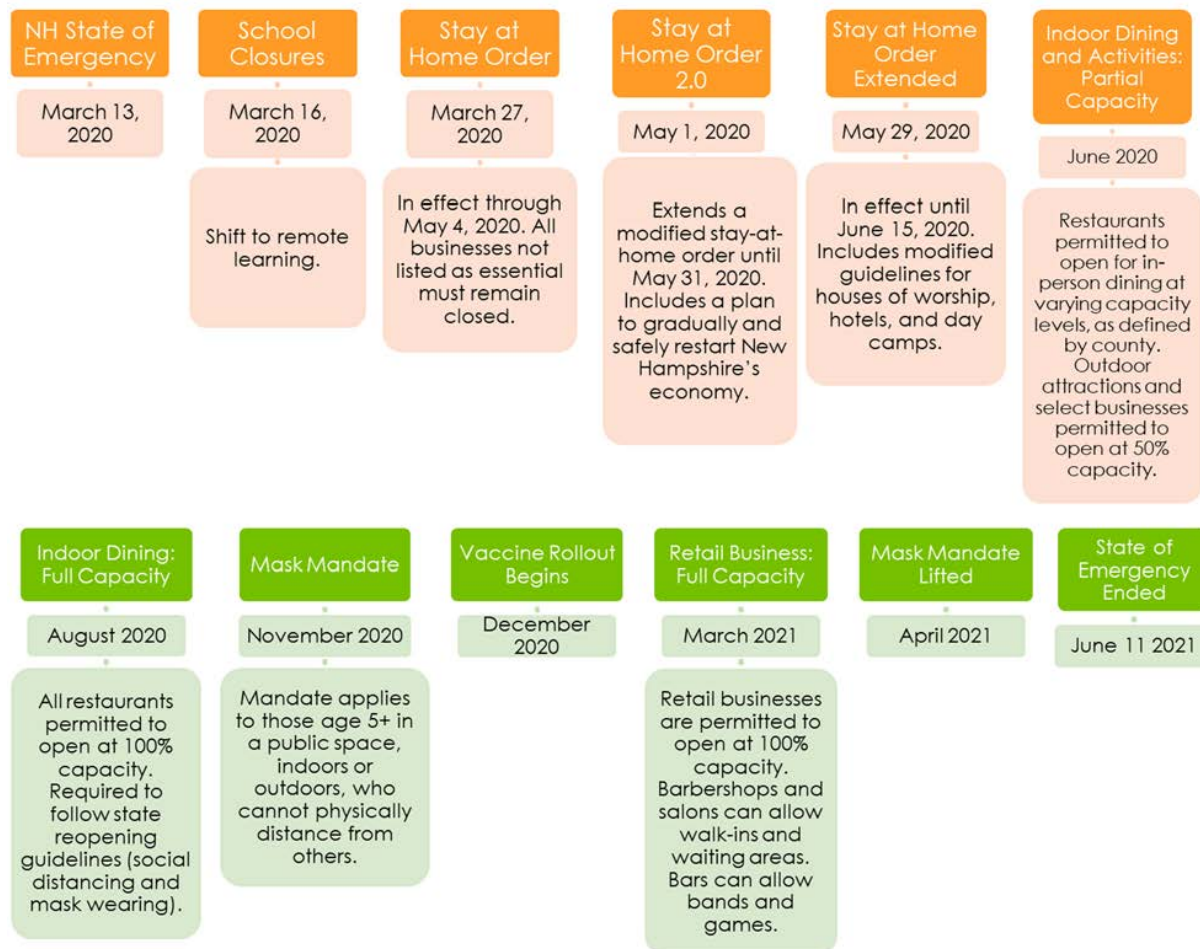 NH State of
Emergency
March 13,
2020
School
Closures
March 16,
2020
Shift to remote
learning.
Stay at
Home Order
March 27,
2020
In effect through
May 4, 2020. All
businesses not
listed as essential
must remain
closed.
Stay at
Home Order
2.0
May 1, 2020
Extends a
modified stay-at-
home order until
May 31, 2020.
Includes a plan
to gradually and
safely restart New
Hampshire’s
economy.
Stay at Home
Order
Extended
May 29, 2020
In effect until
June 15, 2020.
Includes modified
guidelines for
houses of worship,
hotels, and day
camps.
Indoor Dining
and Activities:
Partial
Capacity
June 2020
Restaurants
permitted to
open for in-
person dining at
varying capacity
levels, as defined
by county.
Outdoor
attractions and
select businesses
permitted to
open at 50%
capacity.
Indoor Dining:
Full Capacity
August 2020
All restaurants
permitted to
open at 100%
capacity.
Required to
follow state
reopening
guidelines (social
distancing and
mask wearing).
Mask Mandate
November 2020
Mandate applies
to those age 5+ in
a public space,
indoors or
outdoors, who
cannot physically
distance from
others.
Vaccine Rollout
Begins
December
2020
Retail Business:
Full Capacity
March 2021
Retail businesses
are permitted to
open at 100%
capacity.
Barbershops and
salons can allow
walk-ins and
waiting areas.
Bars can allow
bands and
games.
Mask Mandate
Lifted
April 2021
State of
Emergency
Ended
June 11 2021